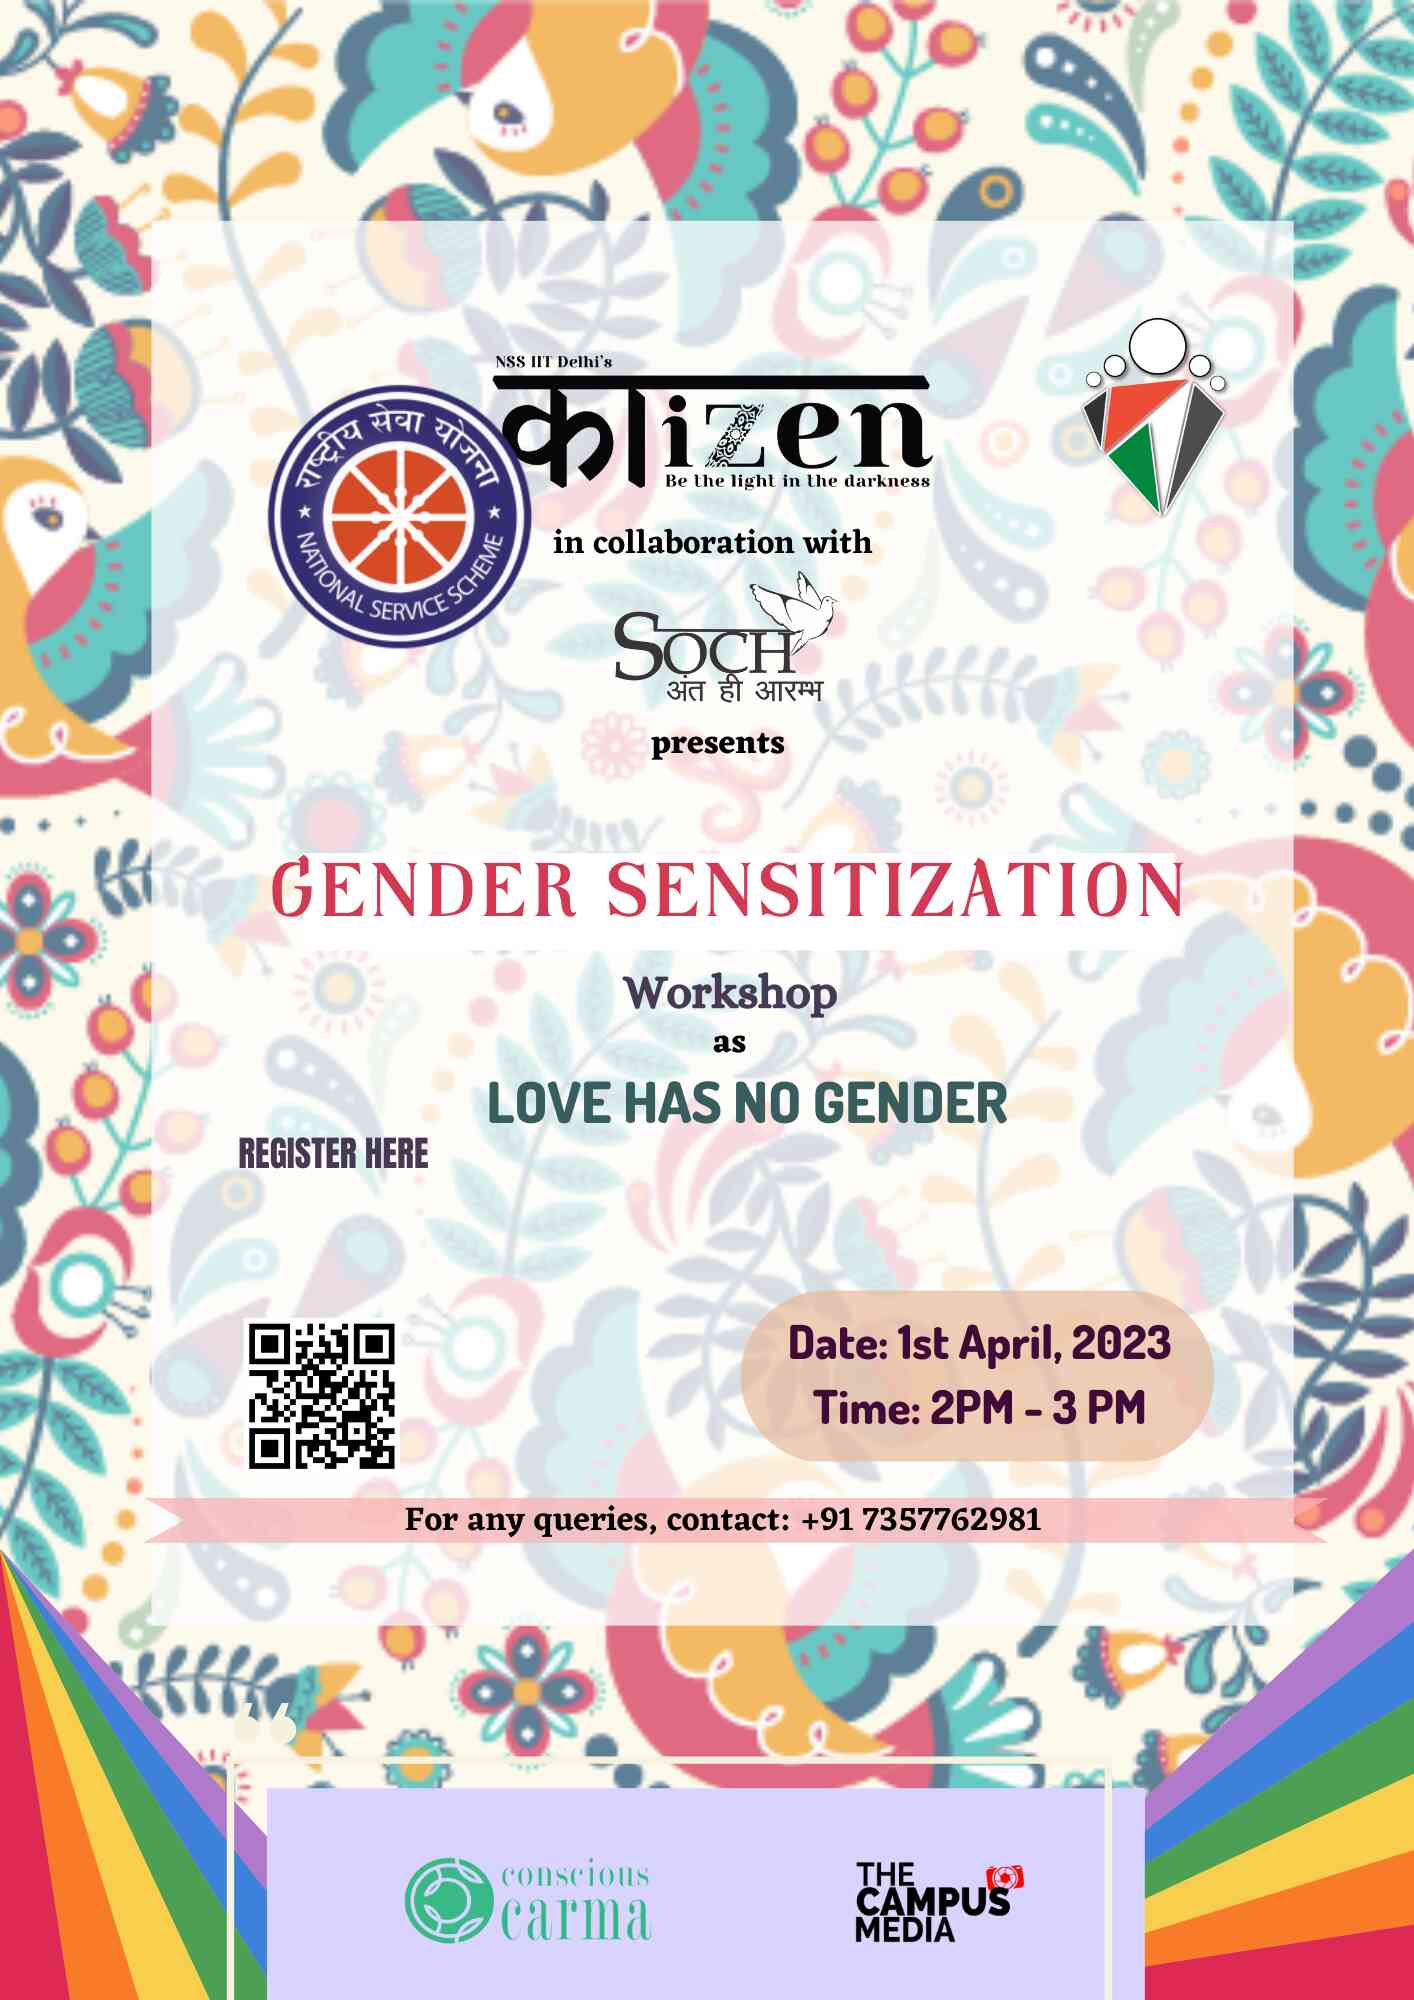 NSS IIT Delhi's
काizen
Be the light in the darkness
राष्ट्रीय सेवा योजना
NATIONAL SERVICE SCHEME
in collaboration with
SOCH
अंत ही आरम्भ
presents
GENDER SENSITIZATION
Workshop
as
LOVE HAS NO GENDER
REGISTER HERE
Date: 1st April, 2023
Time: 2PM - 3 PM
For any queries, contact: +91 7357762981
conscious
carma
THE
CAMPUS
MEDIA